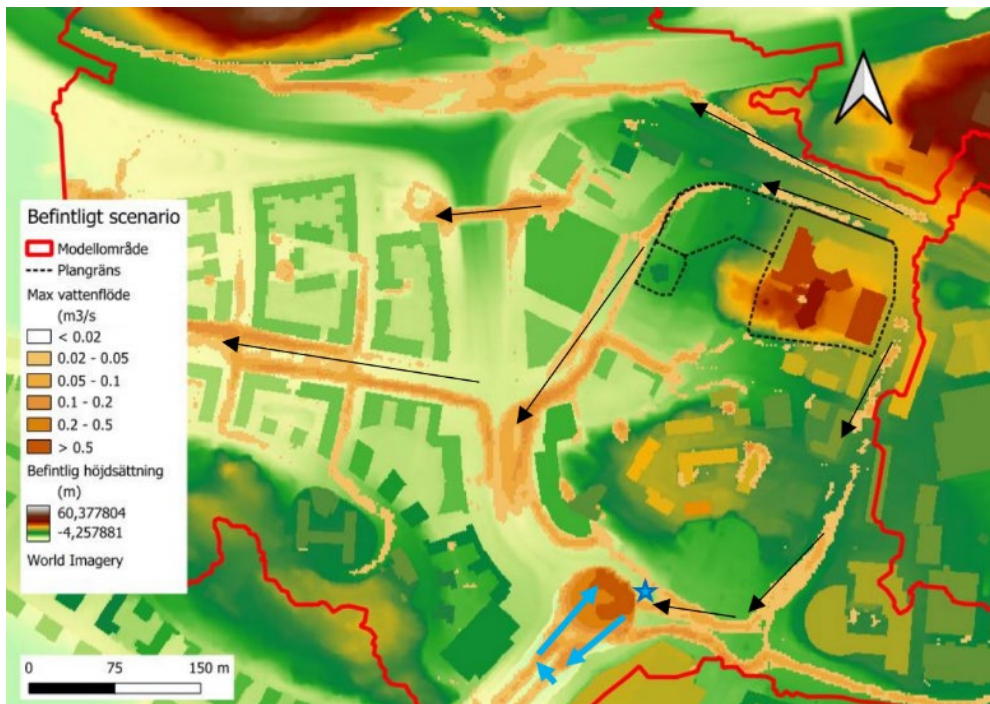 Befintligt scenario
Modellområde
Plangräns
Max vattenflöde
(m3/s
< 0.02
0.02 - 0.05
0.05 - 0.1
0.1 - 0.2
0.2 - 0.5
> 0.5
Befintlig höjdsättning
(m)
60,377804
-4,257881
World Imagery
0 75 150 m